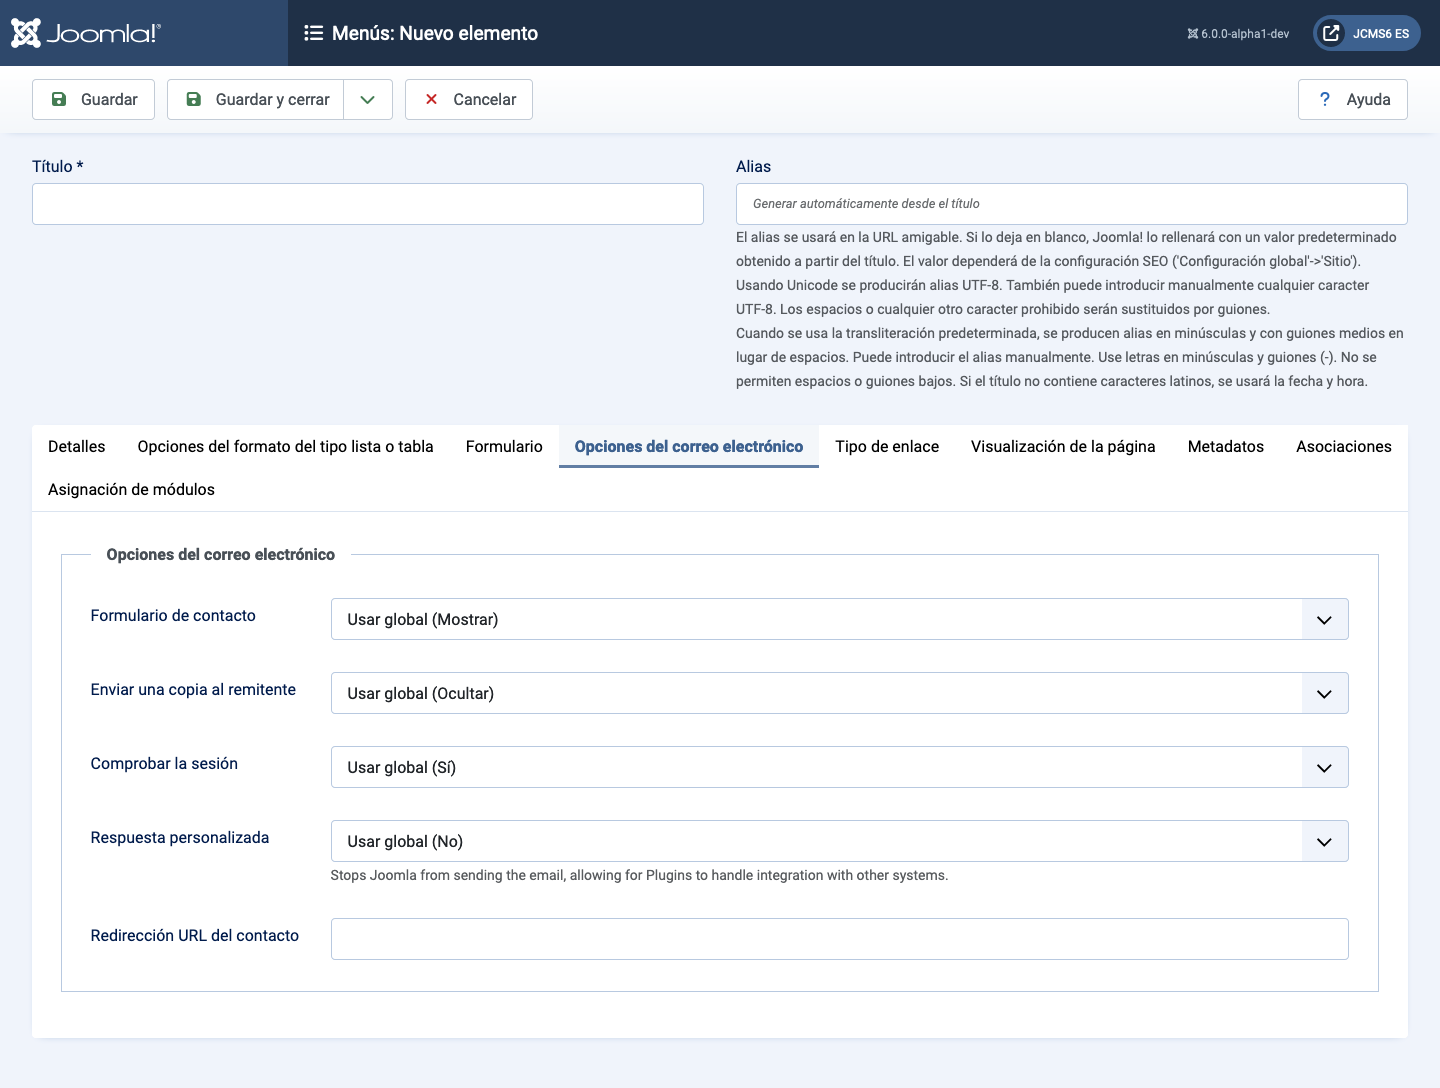 Joomla!®
Menús: Nuevo elemento
6.0.0-alpha1-dev
JCMS6 ES
Guardar
Guardar y cerrar
Cancelar
? Ayuda
Título *
Alias
Generar automáticamente desde el título
El alias se usará en la URL amigable. Si lo deja en blanco, Joomla! lo rellenará con un valor predeterminado
obtenido a partir del título. El valor dependerá de la configuración SEO ('Configuración global'->'Sitio').
Usando Unicode se producirán alias UTF-8. También puede introducir manualmente cualquier caracter
UTF-8. Los espacios o cualquier otro caracter prohibido serán sustituidos por guiones.
Cuando se usa la transliteración predeterminada, se producen alias en minúsculas y con guiones medios en
lugar de espacios. Puede introducir el alias manualmente. Use letras en minúsculas y guiones (-). No se
permiten espacios o guiones bajos. Si el título no contiene caracteres latinos, se usará la fecha y hora.
Detalles
Opciones del formato del tipo lista o tabla
Formulario
Opciones del correo electrónico
Tipo de enlace
Visualización de la página
Metadatos
Asociaciones
Asignación de módulos
Opciones del correo electrónico
Formulario de contacto
Usar global (Mostrar)
Enviar una copia al remitente
Usar global (Ocultar)
Comprobar la sesión
Usar global (Sí)
Respuesta personalizada
Usar global (No)
Stops Joomla from sending the email, allowing for Plugins to handle integration with other systems.
Redirección URL del contacto